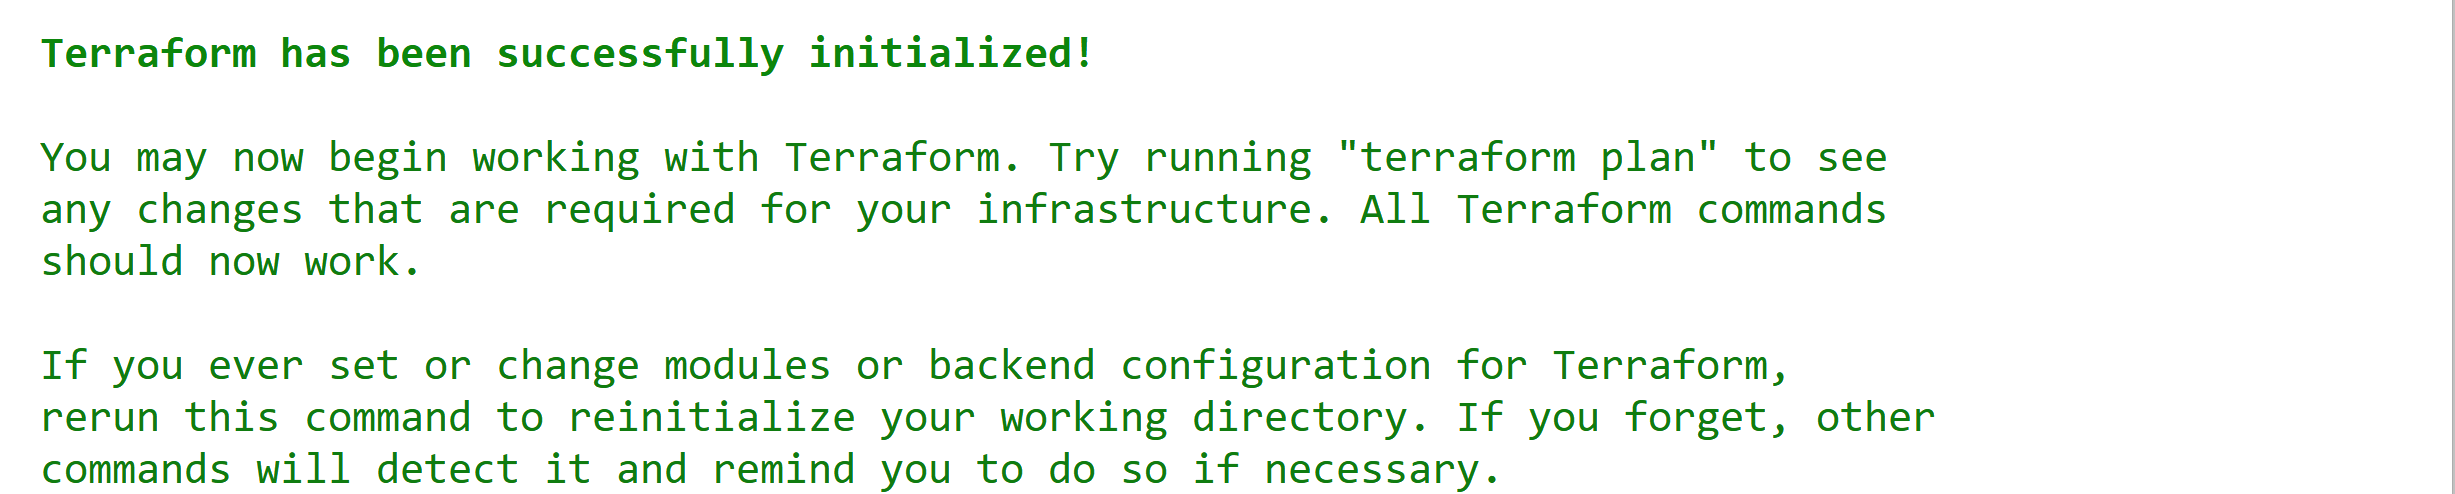 Terraform has been successfully initialized!
You may now begin working with Terraform. Try running "terraform plan" to see
any changes that are required for your infrastructure. All Terraform commands
should now work.
If you ever set or change modules or backend configuration for Terraform,
rerun this command to reinitialize your working directory. If you forget, other
commands will detect it and remind you to do so if necessary.